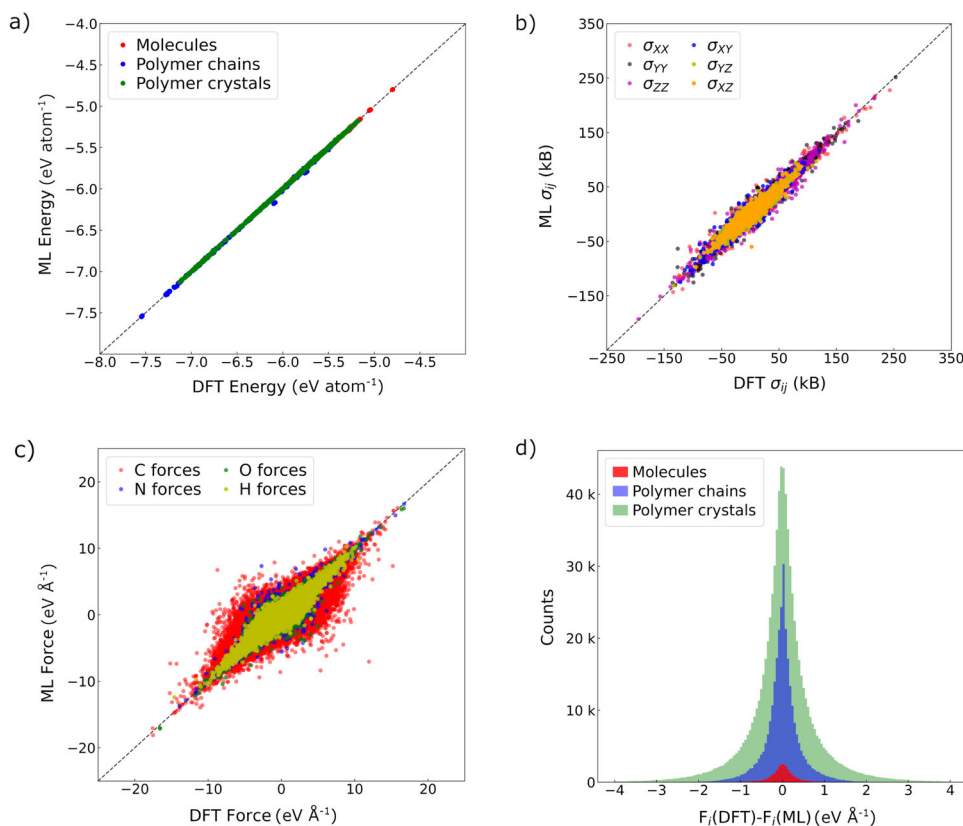 a)
−4.0
−4.5
−5.0
−5.5
−6.0
−6.5
−7.0
−7.5
ML Energy (eV atom⁻¹)
Molecules
Polymer chains
Polymer crystals
−8.0 −7.5 −7.0 −6.5 −6.0 −5.5 −5.0 −4.5
DFT Energy (eV atom⁻¹)
b)
350
250
150
50
−50
−150
ML σij (kB)
σXX σXY
σYY σYZ
σZZ σXZ
−250 −150 −50 50 150 250 350
DFT σij (kB)
c)
20
10
0
−10
−20
ML Force (eV Å⁻¹)
C forces O forces
N forces H forces
−20 −10 0 10 20
DFT Force (eV Å⁻¹)
d)
40 k
30 k
20 k
10 k
0
Counts
Molecules
Polymer chains
Polymer crystals
−4 −3 −2 −1 0 1 2 3 4
Fi(DFT)-Fi(ML) (eV Å⁻¹)